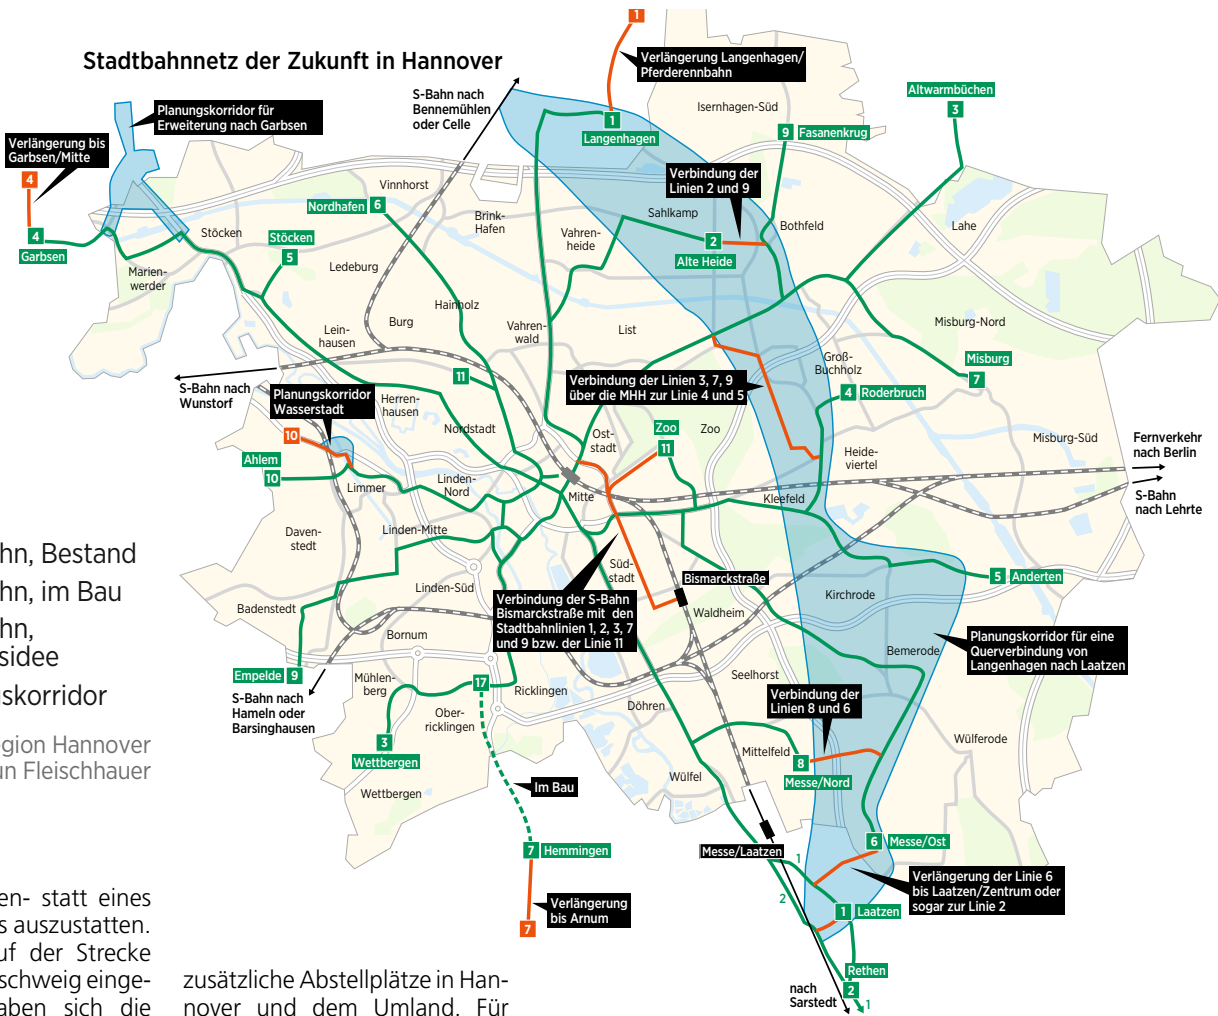 Stadtbahnnetz der Zukunft in Hannover
1
Verlängerung Langenhagen/
Pferderennbahn
S-Bahn nach
Bennemühlen
oder Celle
Isernhagen-Süd
Altwarmbüchen
3
Planungskorridor für
Erweiterung nach Garbsen
1
Langenhagen
9 Fasanenkrug
Verlängerung bis
Garbsen/Mitte
4
Verbindung der
Linien 2 und 9
Vinnhorst
Nordhafen 6
Brink-
Hafen
Sahlkamp
Bothfeld
Lahe
4
Garbsen
Stöcken
Stöcken
5
Vahren-
heide
2
Alte Heide
Marien-
werder
Ledeburg
Hainholz
Burg
Lein-
hausen
Vahren-
wald
List
Misburg-Nord
Groß-
Buchholz
Misburg
7
S-Bahn nach
Wunstorf
11
Verbindung der Linien 3, 7, 9
über die MHH zur Linie 4 und 5
4 Roderbruch
Planungskorridor
Wasserstadt
Herren-
hausen
Nordstadt
10
Ost-
stadt
Zoo
11
Zoo
Misburg-Süd
Fernverkehr
nach Berlin
Ahlem
10
Heide-
viertel
Limmer
Linden-
Nord
Mitte
Kleefeld
S-Bahn
nach Lehrte
Daven-
stedt
Linden-Mitte
Süd-
stadt
Bismarckstraße
5 Anderten
Linden-Süd
Kirchrode
Badenstedt
Verbindung der S-Bahn
Bismarckstraße mit den
Stadtbahnlinien 1, 2, 3, 7
und 9 bzw. der Linie 11
Waldheim
Bornum
Bemerode
Planungskorridor für eine
Querverbindung von
Langenhagen nach Laatzen
Empelde 9
Mühlen-
berg
17
Ricklingen
Seelhorst
S-Bahn nach
Hameln oder
Barsinghausen
Ober-
ricklingen
Döhren
Verbindung der
Linien 8 und 6
3
Wettbergen
Mittelfeld
8
Messe/Nord
Wülferode
Wülfel
Wettbergen
Im Bau
7 Hemmingen
Messe/Laatzen
6 Messe/Ost
1
2
Verlängerung der Linie 6
bis Laatzen/Zentrum oder
sogar zur Linie 2
Verlängerung
bis Arnum
7
1 Laatzen
Rethen
2
1
nach
Sarstedt
hn, Bestand
hn, im Bau
hn,
sidee
gskorridor
egion Hannover
un Fleischhauer
en- statt eines
s auszustatten.
uf der Strecke
schweig einge-
aben sich die
zusätzliche Abstellplätze in Han-
nover und dem Umland. Für